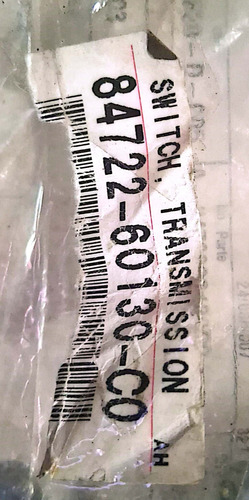 SWITCH, TRANSMISSION AH
84722-60130-C0